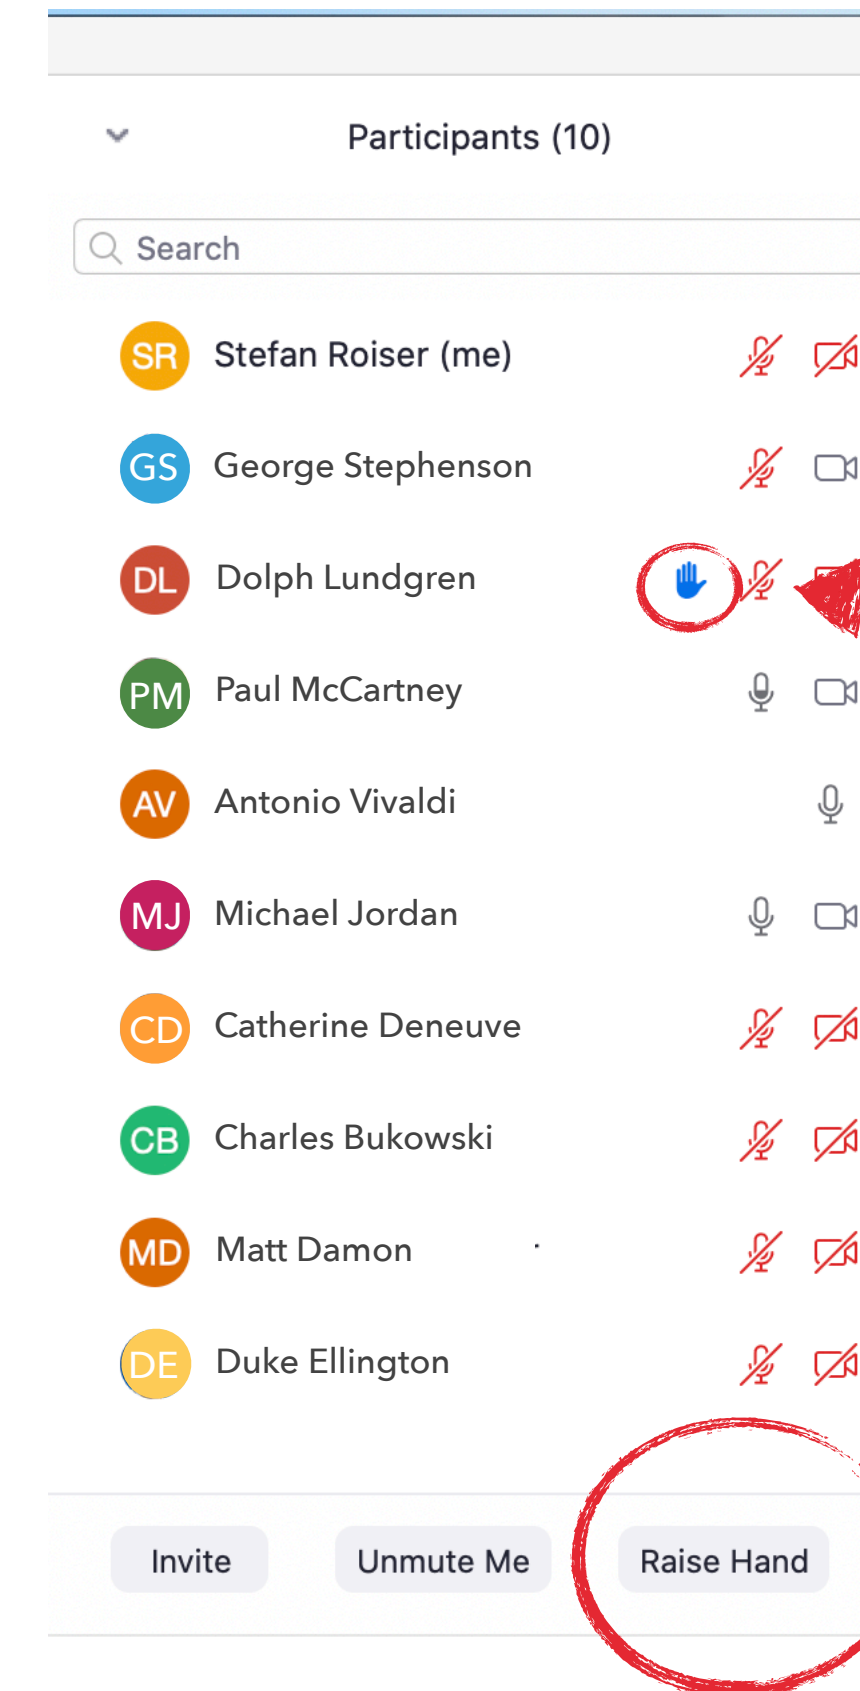 Participants (10)
Search
SR Stefan Roiser (me)
GS George Stephenson
DL Dolph Lundgren
PM Paul McCartney
AV Antonio Vivaldi
MJ Michael Jordan
CD Catherine Deneuve
CB Charles Bukowski
MD Matt Damon
DE Duke Ellington
Invite Unmute Me Raise Hand